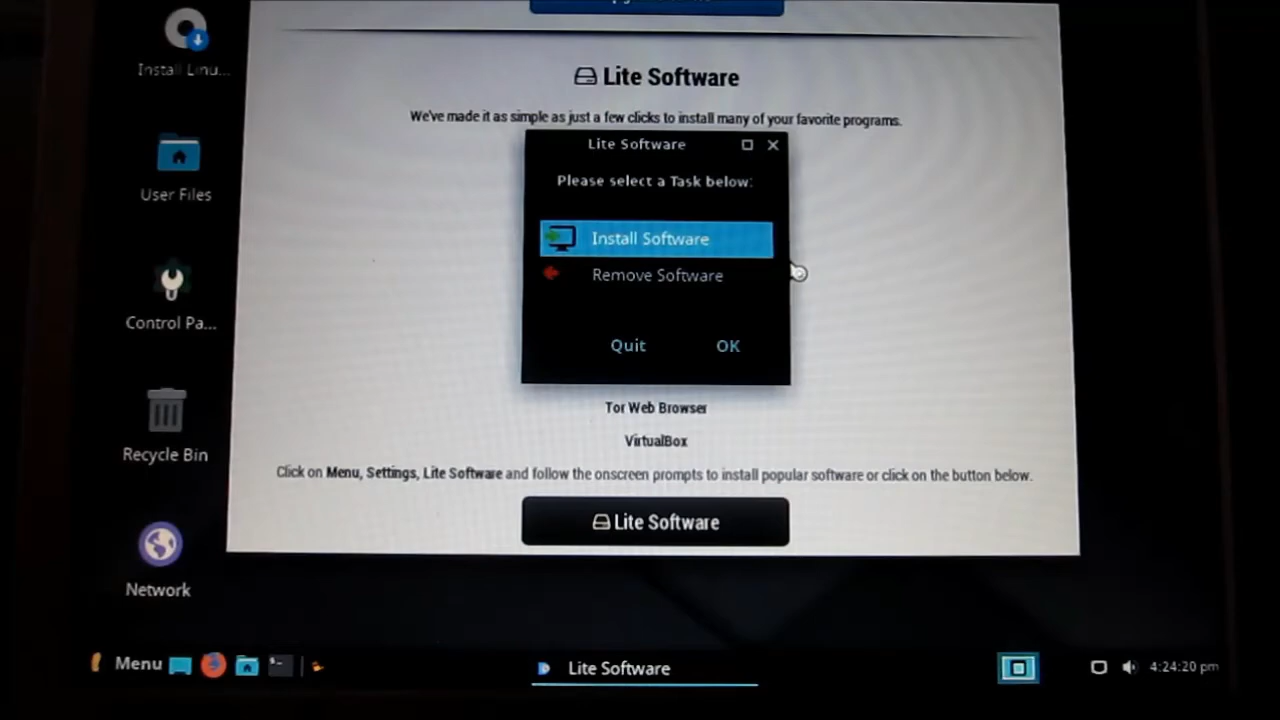 Install Linu...
Lite Software
We've made it as simple as just a few clicks to install many of your favorite programs.
Lite Software
Please select a Task below:
User Files
Install Software
Remove Software
Control Pa...
Quit
OK
Tor Web Browser
VirtualBox
Recycle Bin
Click on Menu, Settings, Lite Software and follow the onscreen prompts to install popular software or click on the button below.
Lite Software
Network
Menu
Lite Software
4:24:20 pm